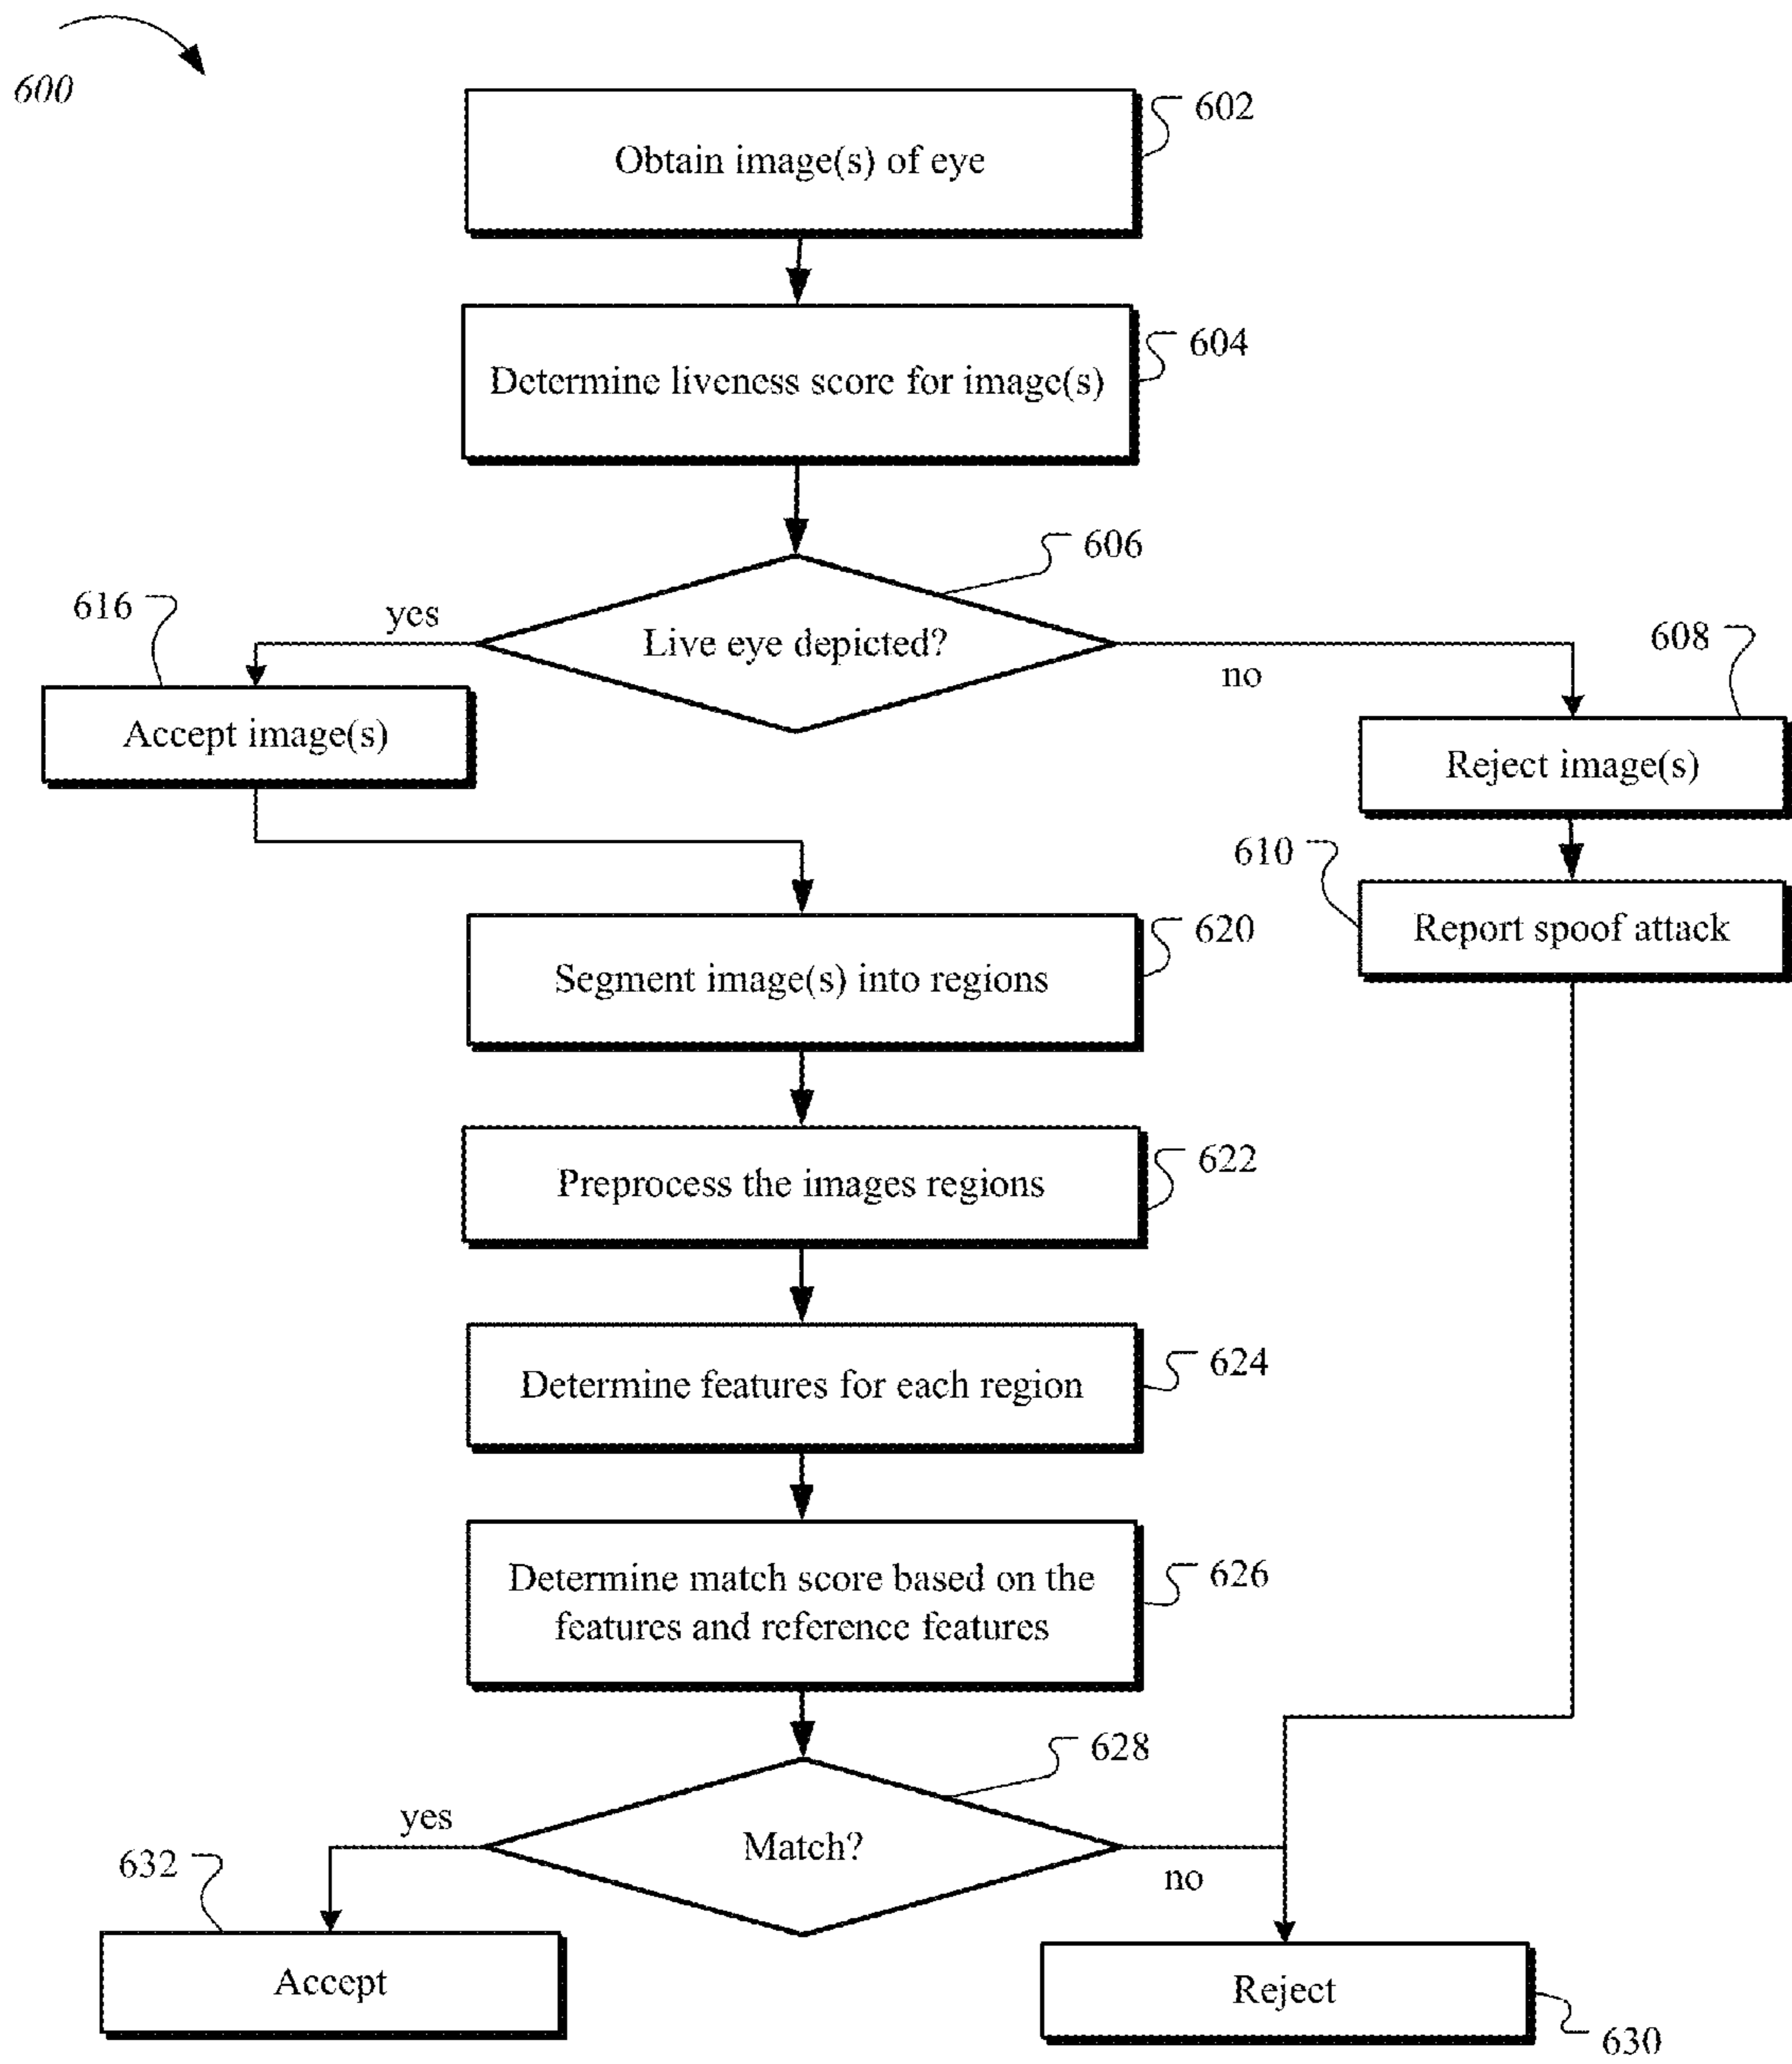 600
Obtain image(s) of eye
602
Determine liveness score for image(s)
604
606
Live eye depicted?
yes
no
616
Accept image(s)
608
Reject image(s)
610
Report spoof attack
Segment image(s) into regions
620
Preprocess the images regions
622
Determine features for each region
624
Determine match score based on the
features and reference features
626
628
Match?
yes
no
632
Accept
Reject
630